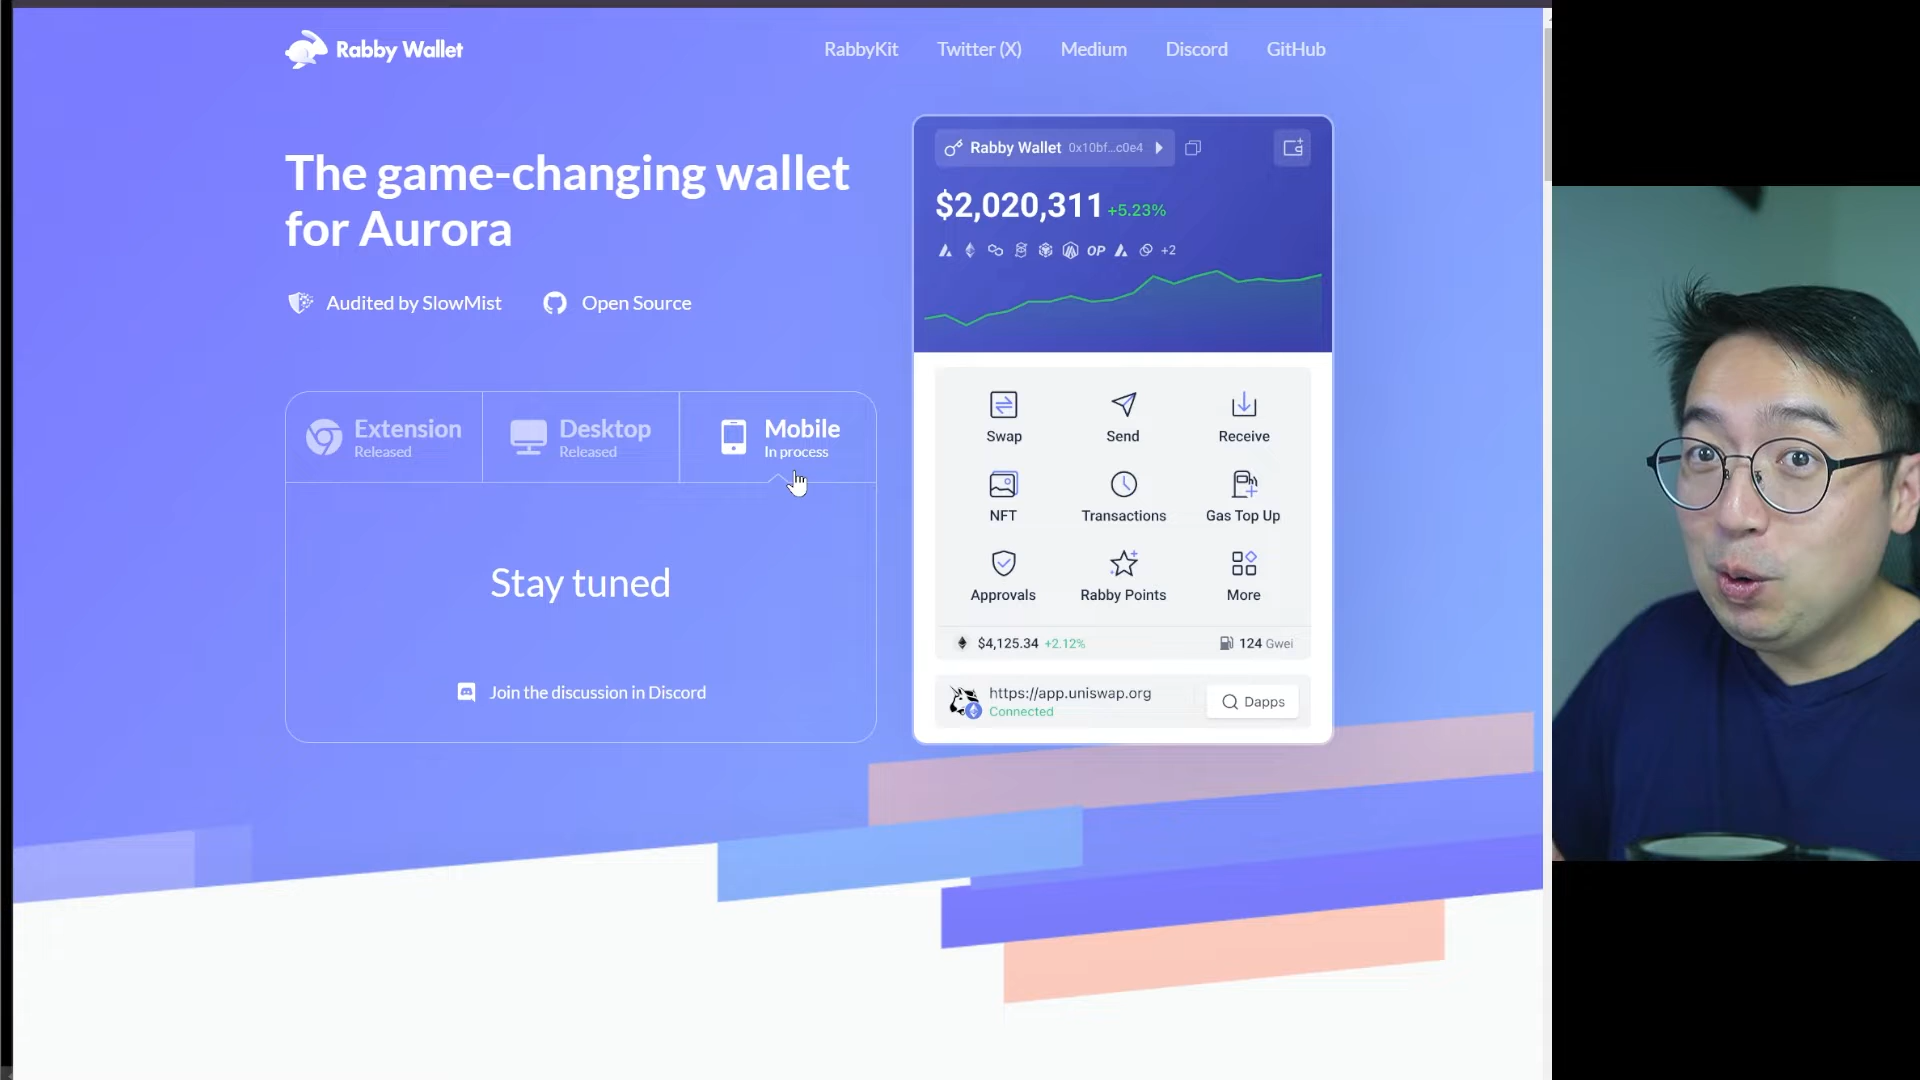 Rabby Wallet
RabbyKit
Twitter (X)
Medium
Discord
GitHub
The game-changing wallet
for Aurora
Audited by SlowMist
Open Source
Extension
Released
Desktop
Released
Mobile
In process
Stay tuned
Join the discussion in Discord
Rabby Wallet 0x10bf...c0e4
$2,020,311 +5.23%
OP +2
Swap
Send
Receive
NFT
Transactions
Gas Top Up
Approvals
Rabby Points
More
$4,125.34 +2.12%
124 Gwei
https://app.uniswap.org
Connected
Dapps